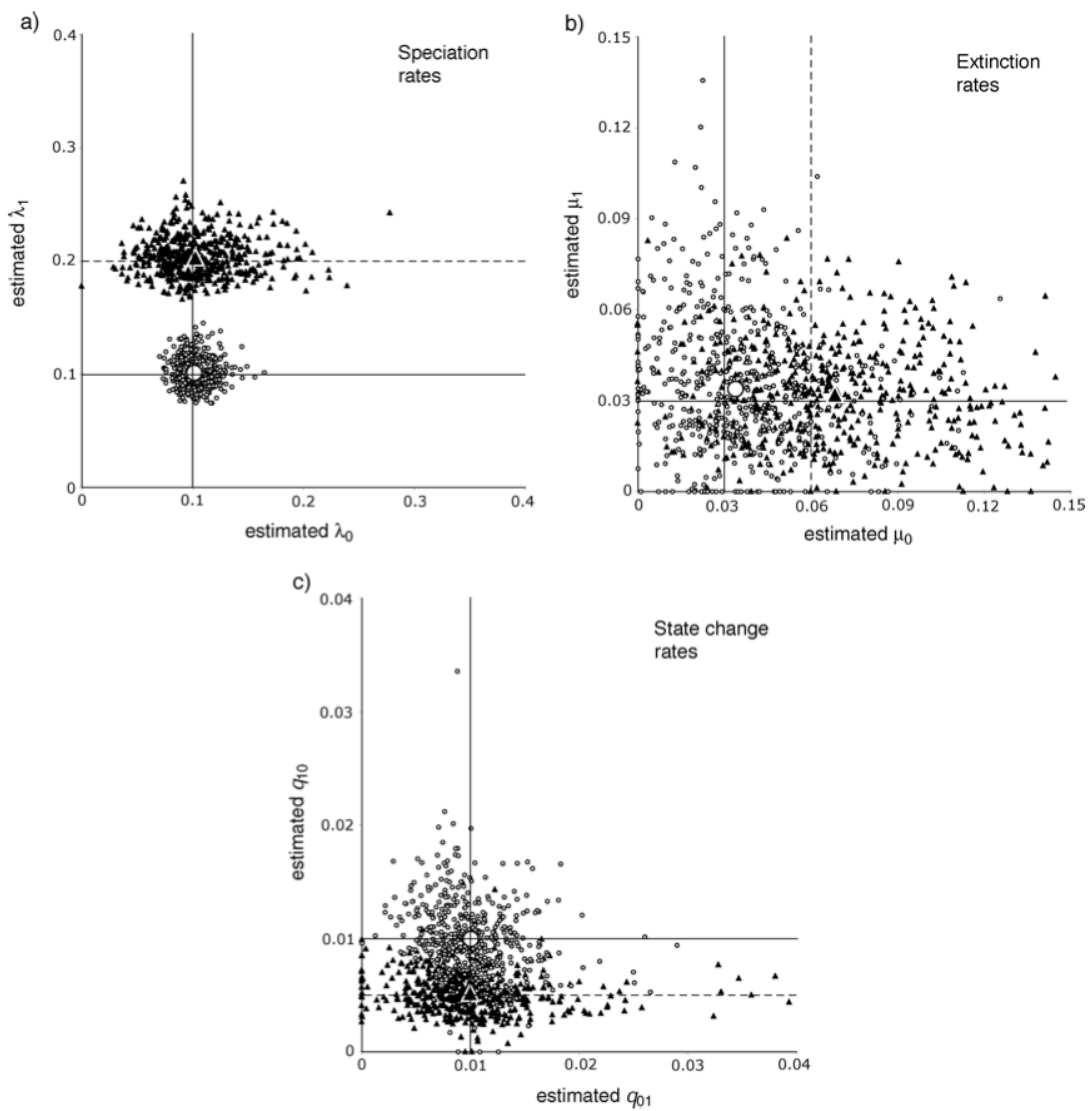 a)
0.4
0.3
0.2
0.1
0
0
0.1
0.2
0.3
0.4
estimated λ1
estimated λ0
Speciation
rates
b)
0.15
0.12
0.09
0.06
0.03
0
0
0.03
0.06
0.09
0.12
0.15
estimated μ1
estimated μ0
Extinction
rates
c)
0.04
0.03
0.02
0.01
0
0
0.01
0.02
0.03
0.04
estimated q10
estimated q01
State change
rates